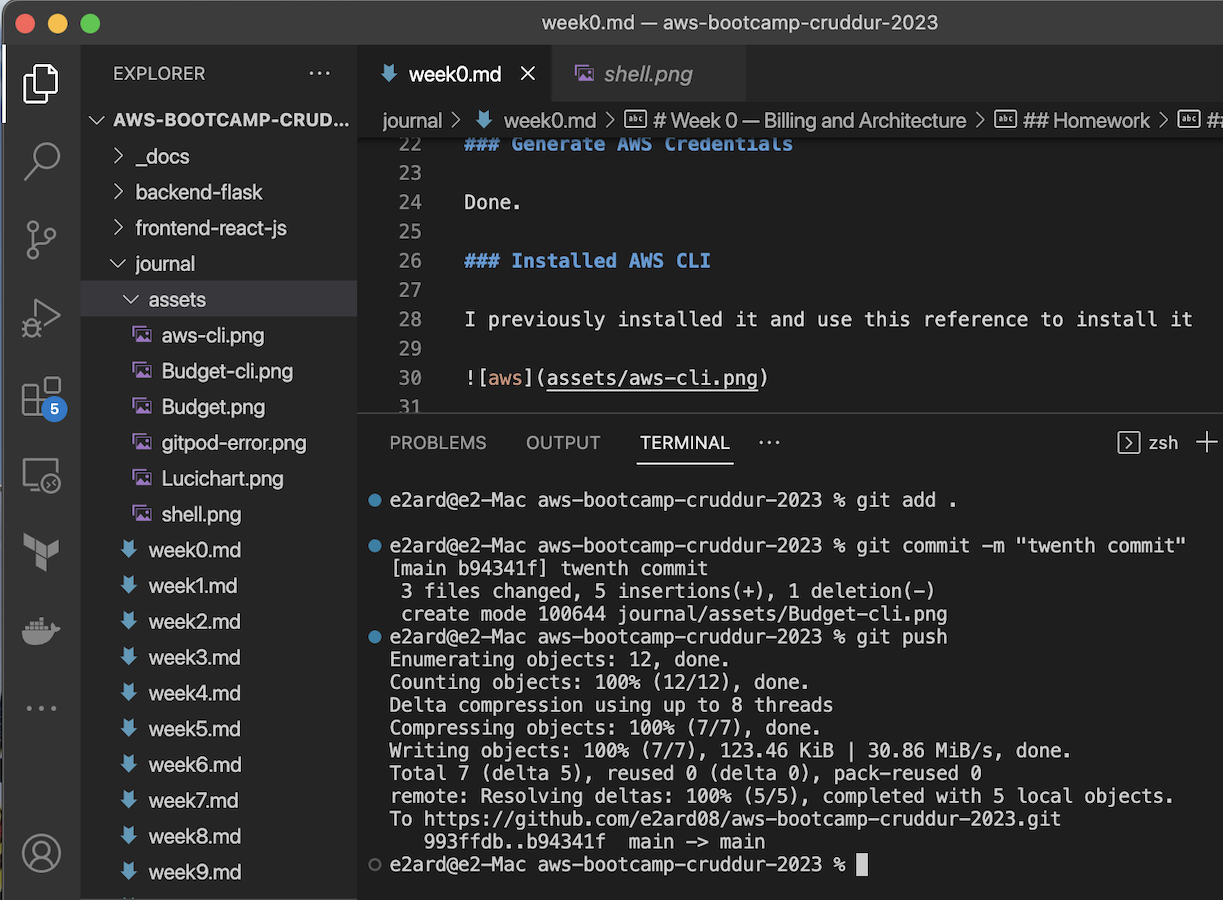 week0.md — aws-bootcamp-cruddur-2023
EXPLORER
AWS-BOOTCAMP-CRUD...
_docs
backend-flask
frontend-react-js
journal
assets
aws-cli.png
Budget-cli.png
Budget.png
gitpod-error.png
Lucichart.png
shell.png
week0.md
week1.md
week2.md
week3.md
week4.md
week5.md
week6.md
week7.md
week8.md
week9.md
5
week0.md
shell.png
journal > week0.md > abc # Week 0 — Billing and Architecture > abc ## Homework > abc ##
22 ### Generate AWS Credentials
23
24 Done.
25
26 ### Installed AWS CLI
27
28 I previously installed it and use this reference to install it
29
30 ![aws](assets/aws-cli.png)
31
PROBLEMS OUTPUT TERMINAL ··· zsh
e2ard@e2-Mac aws-bootcamp-cruddur-2023 % git add .
e2ard@e2-Mac aws-bootcamp-cruddur-2023 % git commit -m "twenth commit"
[main b94341f] twenth commit
3 files changed, 5 insertions(+), 1 deletion(-)
create mode 100644 journal/assets/Budget-cli.png
e2ard@e2-Mac aws-bootcamp-cruddur-2023 % git push
Enumerating objects: 12, done.
Counting objects: 100% (12/12), done.
Delta compression using up to 8 threads
Compressing objects: 100% (7/7), done.
Writing objects: 100% (7/7), 123.46 KiB | 30.86 MiB/s, done.
Total 7 (delta 5), reused 0 (delta 0), pack-reused 0
remote: Resolving deltas: 100% (5/5), completed with 5 local objects.
To https://github.com/e2ard08/aws-bootcamp-cruddur-2023.git
993ffdb..b94341f main -> main
e2ard@e2-Mac aws-bootcamp-cruddur-2023 %